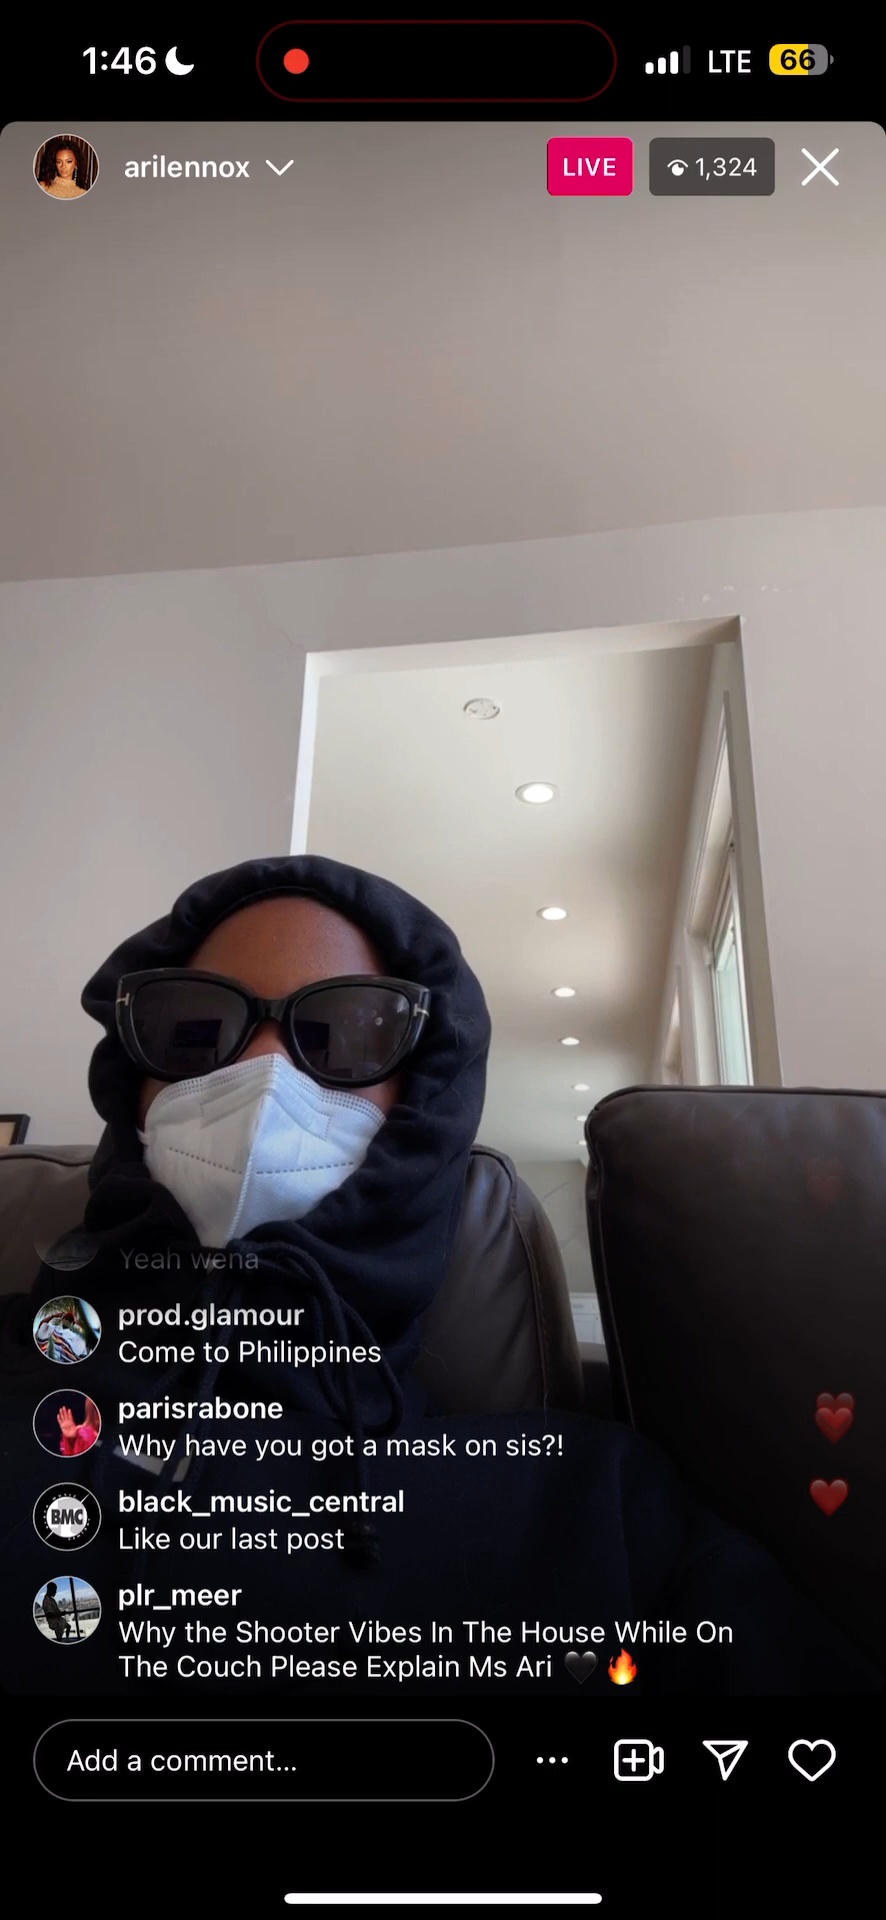 1:46
LTE
66
arilennox
LIVE
1,324
Yeah wena
prod.glamour
Come to Philippines
parisrabone
Why have you got a mask on sis?!
BMC
black_music_central
Like our last post
plr_meer
Why the Shooter Vibes In The House While On
The Couch Please Explain Ms Ari 🖤 🔥
Add a comment...